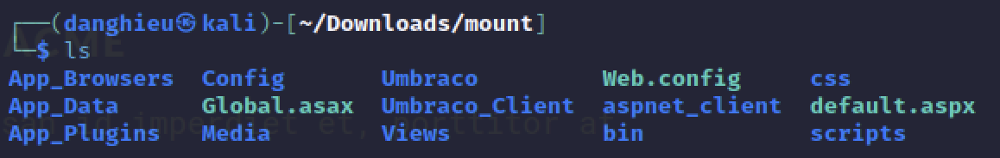 ┌──(danghieu㉿kali)-[~/Downloads/mount]
└─$ ls
App_Browsers  Config       Umbraco         Web.config     css
App_Data      Global.asax  Umbraco_Client  aspnet_client  default.aspx
App_Plugins   Media        Views           bin            scripts